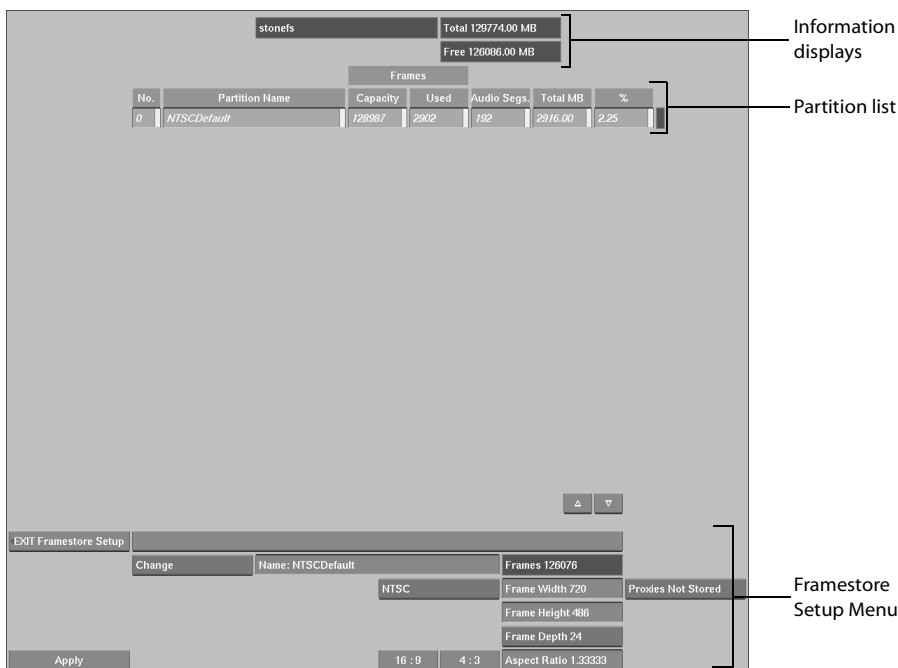 stonefs
Total 129774.00 MB
Free 126086.00 MB
Information
displays
Frames
No. Partition Name Capacity Used Audio Segs. Total MB %
0 NTSCDefault 128987 2902 192 2916.00 2.25
Partition list
EXIT Framestore Setup
Change Name: NTSCDefault Frames 126076
NTSC Frame Width 720 Proxies Not Stored
Frame Height 486
Frame Depth 24
Apply 16 : 9 4 : 3 Aspect Ratio 1.33333
Framestore
Setup Menu